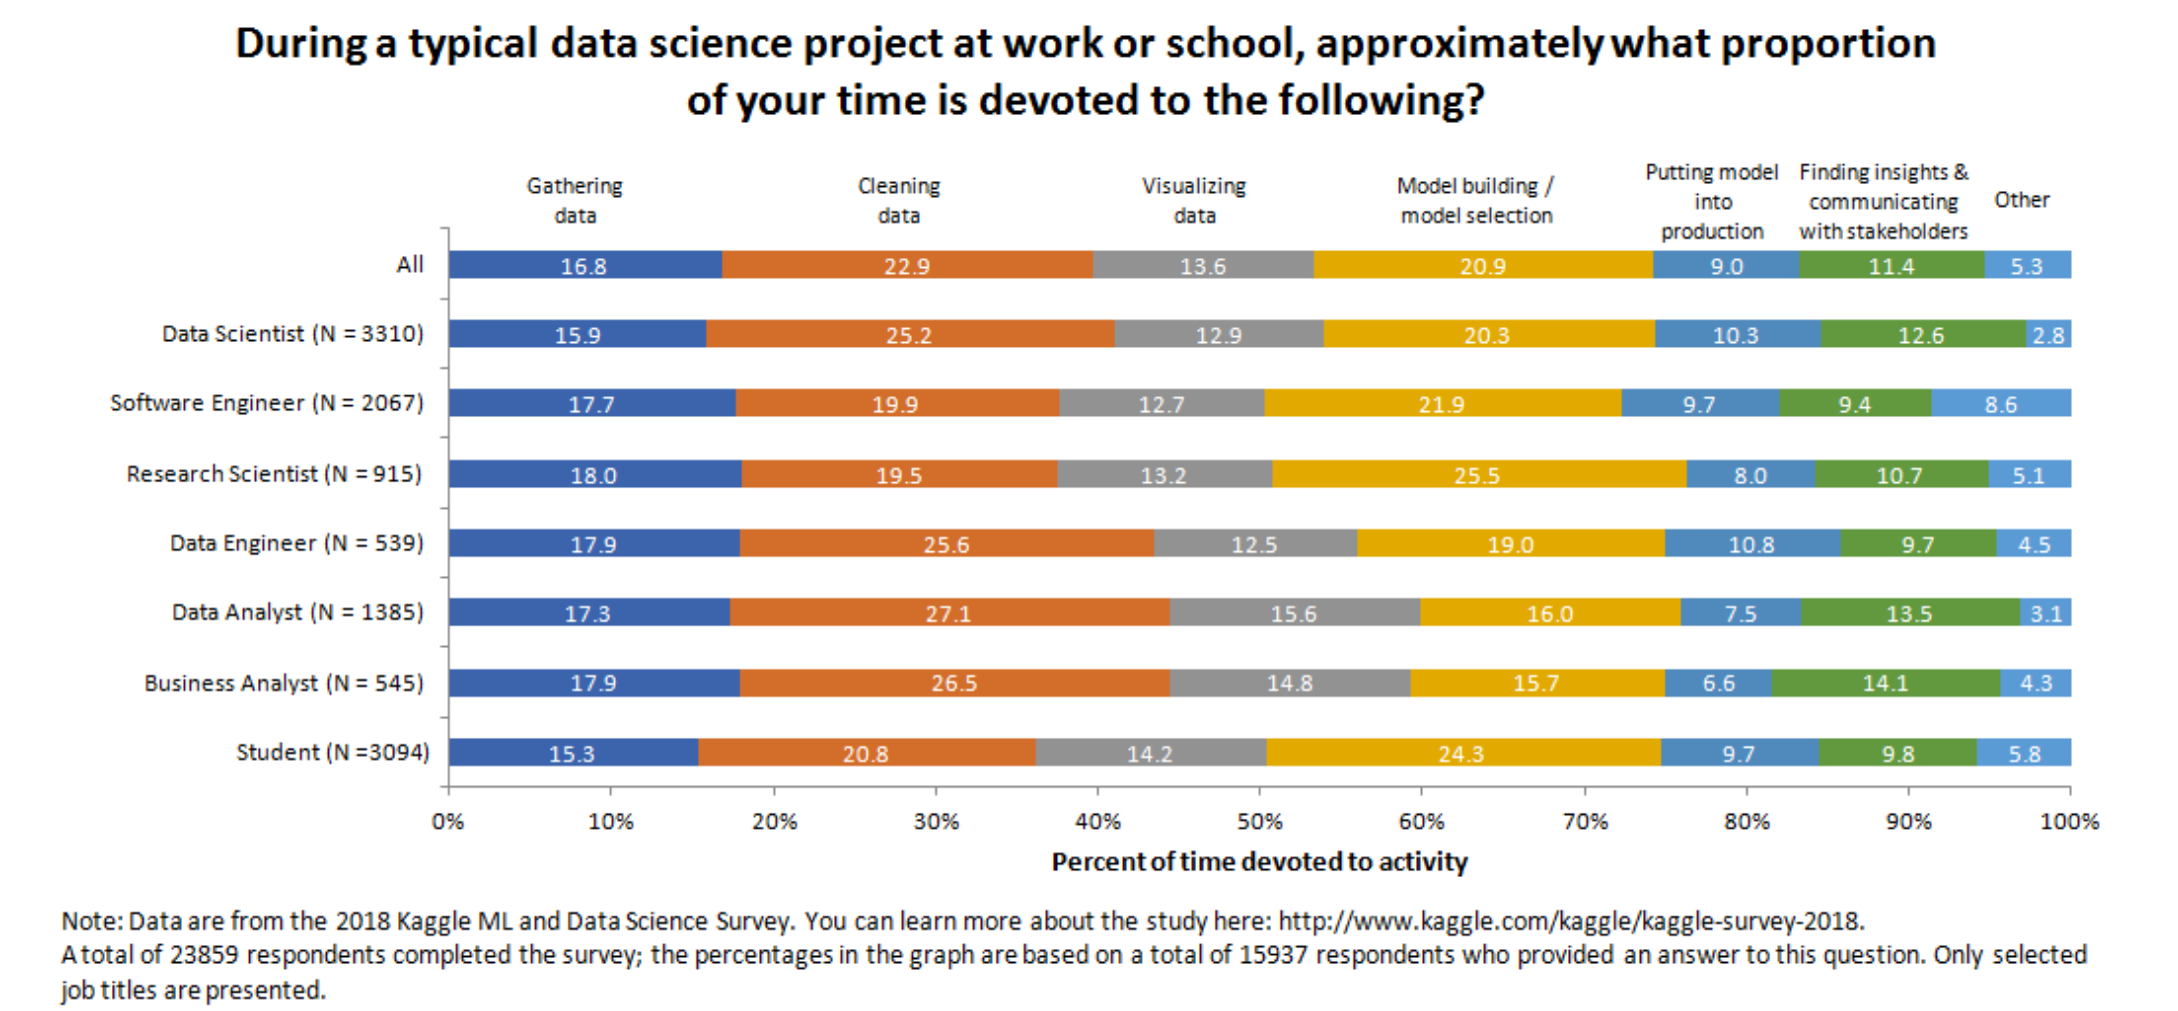 During a typical data science project at work or school, approximately what proportion
of your time is devoted to the following?
Gathering
data
Cleaning
data
Visualizing
data
Model building /
model selection
Putting model
into
production
Finding insights &
communicating
with stakeholders
Other
All
16.8 22.9 13.6 20.9 9.0 11.4 5.3
Data Scientist (N = 3310)
15.9 25.2 12.9 20.3 10.3 12.6 2.8
Software Engineer (N = 2067)
17.7 19.9 12.7 21.9 9.7 9.4 8.6
Research Scientist (N = 915)
18.0 19.5 13.2 25.5 8.0 10.7 5.1
Data Engineer (N = 539)
17.9 25.6 12.5 19.0 10.8 9.7 4.5
Data Analyst (N = 1385)
17.3 27.1 15.6 16.0 7.5 13.5 3.1
Business Analyst (N = 545)
17.9 26.5 14.8 15.7 6.6 14.1 4.3
Student (N =3094)
15.3 20.8 14.2 24.3 9.7 9.8 5.8
0% 10% 20% 30% 40% 50% 60% 70% 80% 90% 100%
Percent of time devoted to activity
Note: Data are from the 2018 Kaggle ML and Data Science Survey. You can learn more about the study here: http://www.kaggle.com/kaggle/kaggle-survey-2018.
A total of 23859 respondents completed the survey; the percentages in the graph are based on a total of 15937 respondents who provided an answer to this question. Only selected
job titles are presented.